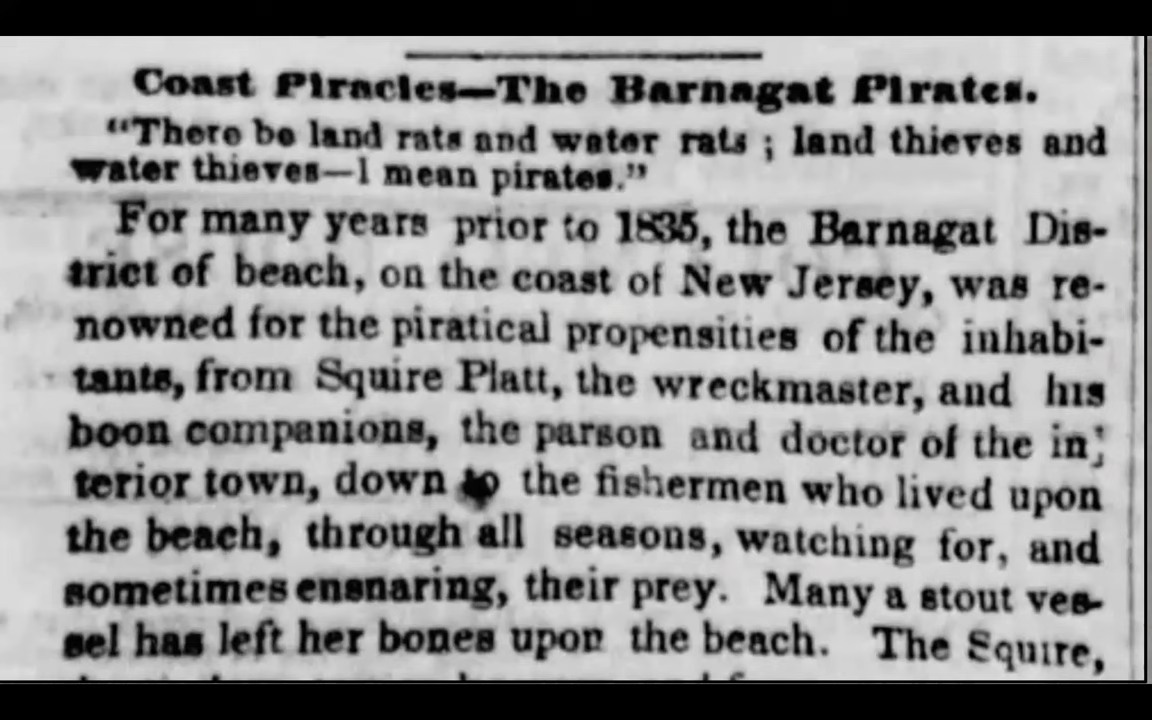 Coast Piracies—The Barnagat Pirates.
"There be land rats and water rats ; land thieves and
water thieves—I mean pirates."
For many years prior to 1835, the Barnagat Dis-
trict of beach, on the coast of New Jersey, was re-
nowned for the piratical propensities of the inhabi-
tants, from Squire Platt, the wreckmaster, and his
boon companions, the parson and doctor of the in-
terior town, down to the fishermen who lived upon
the beach, through all seasons, watching for, and
sometimes ensnaring, their prey. Many a stout ves-
sel has left her bones upon the beach. The Squire,